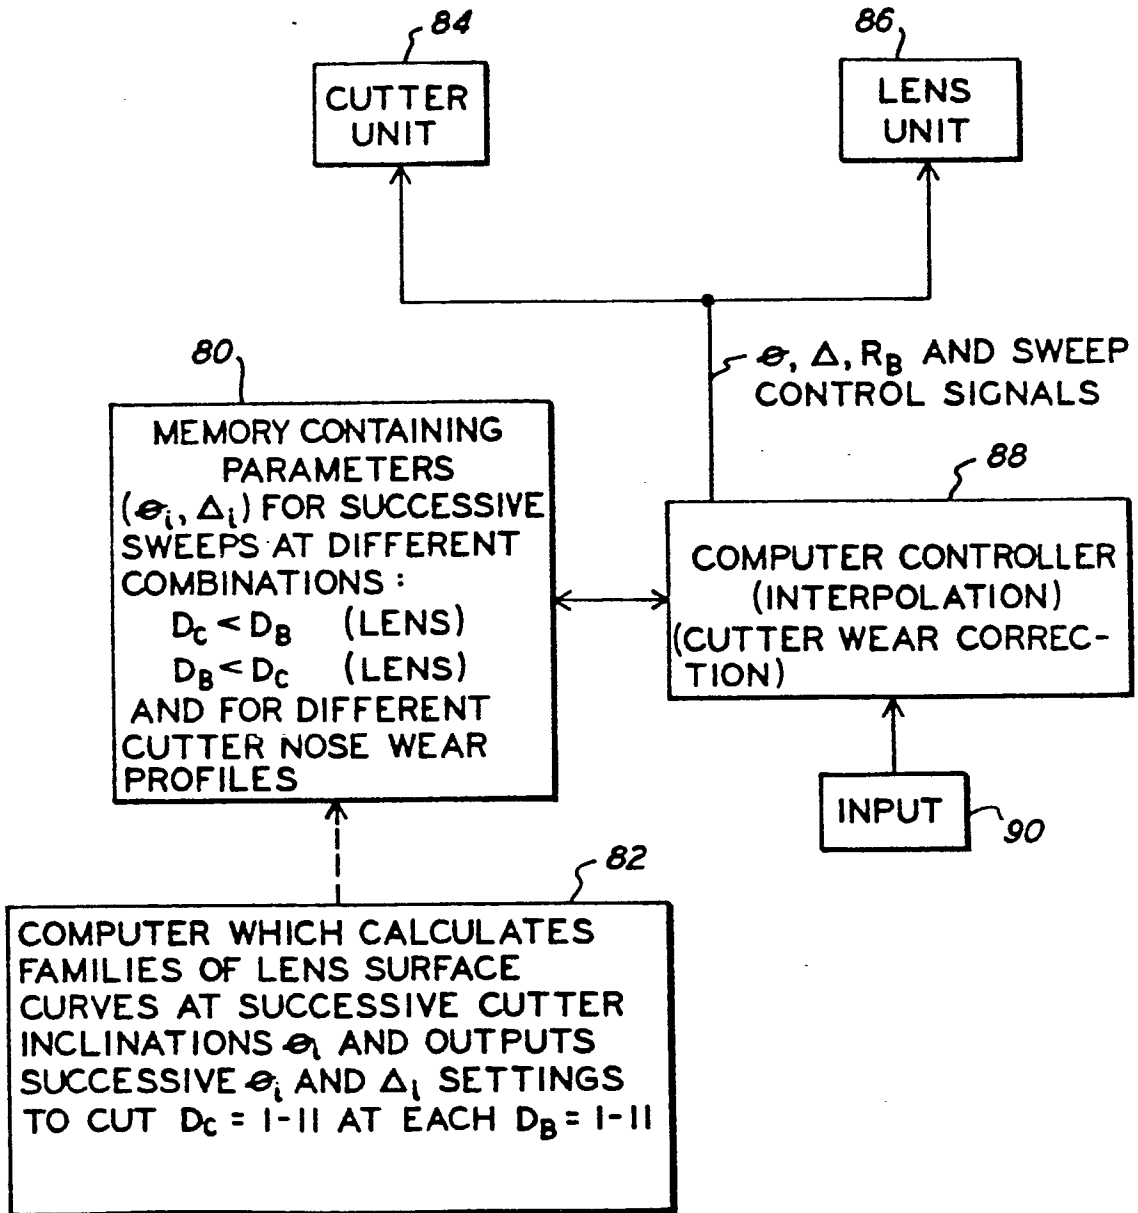 84
CUTTER
UNIT
86
LENS
UNIT
ɵ, Δ, R_B AND SWEEP
CONTROL SIGNALS
80
MEMORY CONTAINING
PARAMETERS
(ɵ_i, Δ_i) FOR SUCCESSIVE
SWEEPS AT DIFFERENT
COMBINATIONS:
D_C < D_B (LENS)
D_B < D_C (LENS)
AND FOR DIFFERENT
CUTTER NOSE WEAR
PROFILES
88
COMPUTER CONTROLLER
(INTERPOLATION)
(CUTTER WEAR CORREC-
TION)
INPUT
90
82
COMPUTER WHICH CALCULATES
FAMILIES OF LENS SURFACE
CURVES AT SUCCESSIVE CUTTER
INCLINATIONS ɵ_i AND OUTPUTS
SUCCESSIVE ɵ_i AND Δ_i SETTINGS
TO CUT D_C = 1-11 AT EACH D_B = 1-11